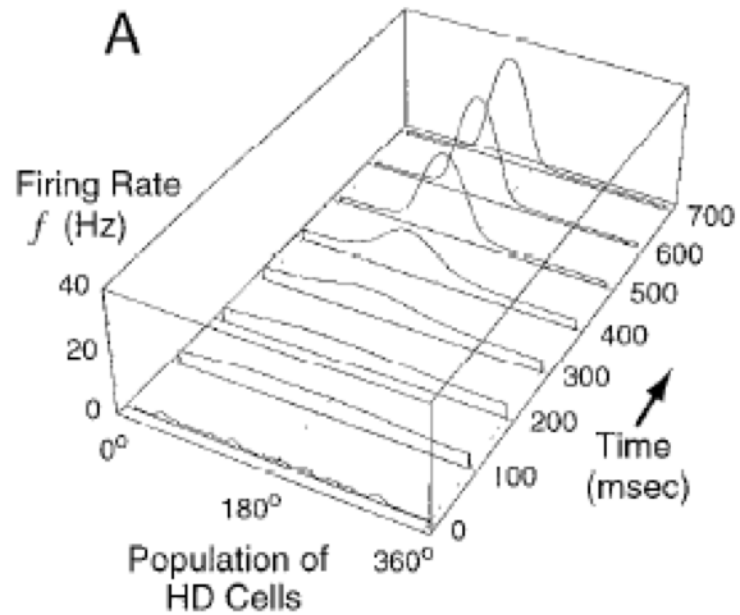 A
Firing Rate
f (Hz)
40
20
0
0°
180°
360°
Population of
HD Cells
0
100
200
300
400
500
600
700
Time
(msec)